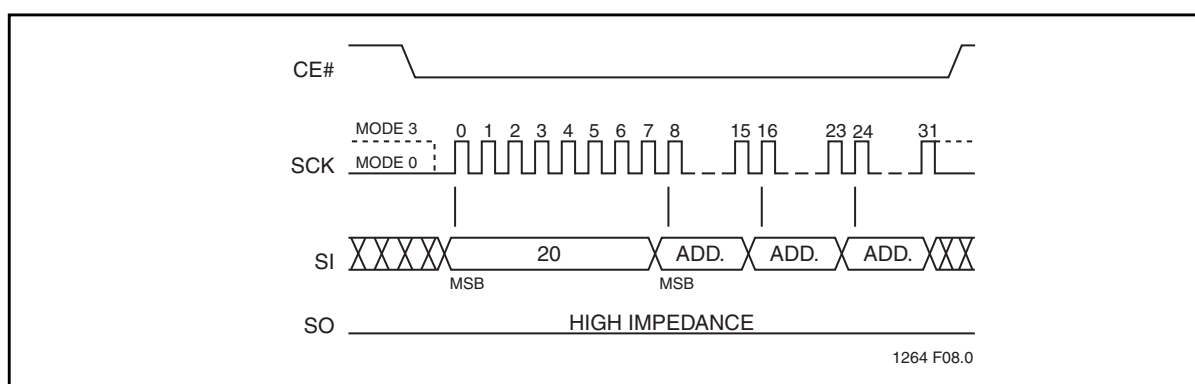 CE#
MODE 3
0 1 2 3 4 5 6 7 8 15 16 23 24 31
SCK
MODE 0
SI
20
ADD.
ADD.
ADD.
MSB
MSB
SO
HIGH IMPEDANCE
1264 F08.0